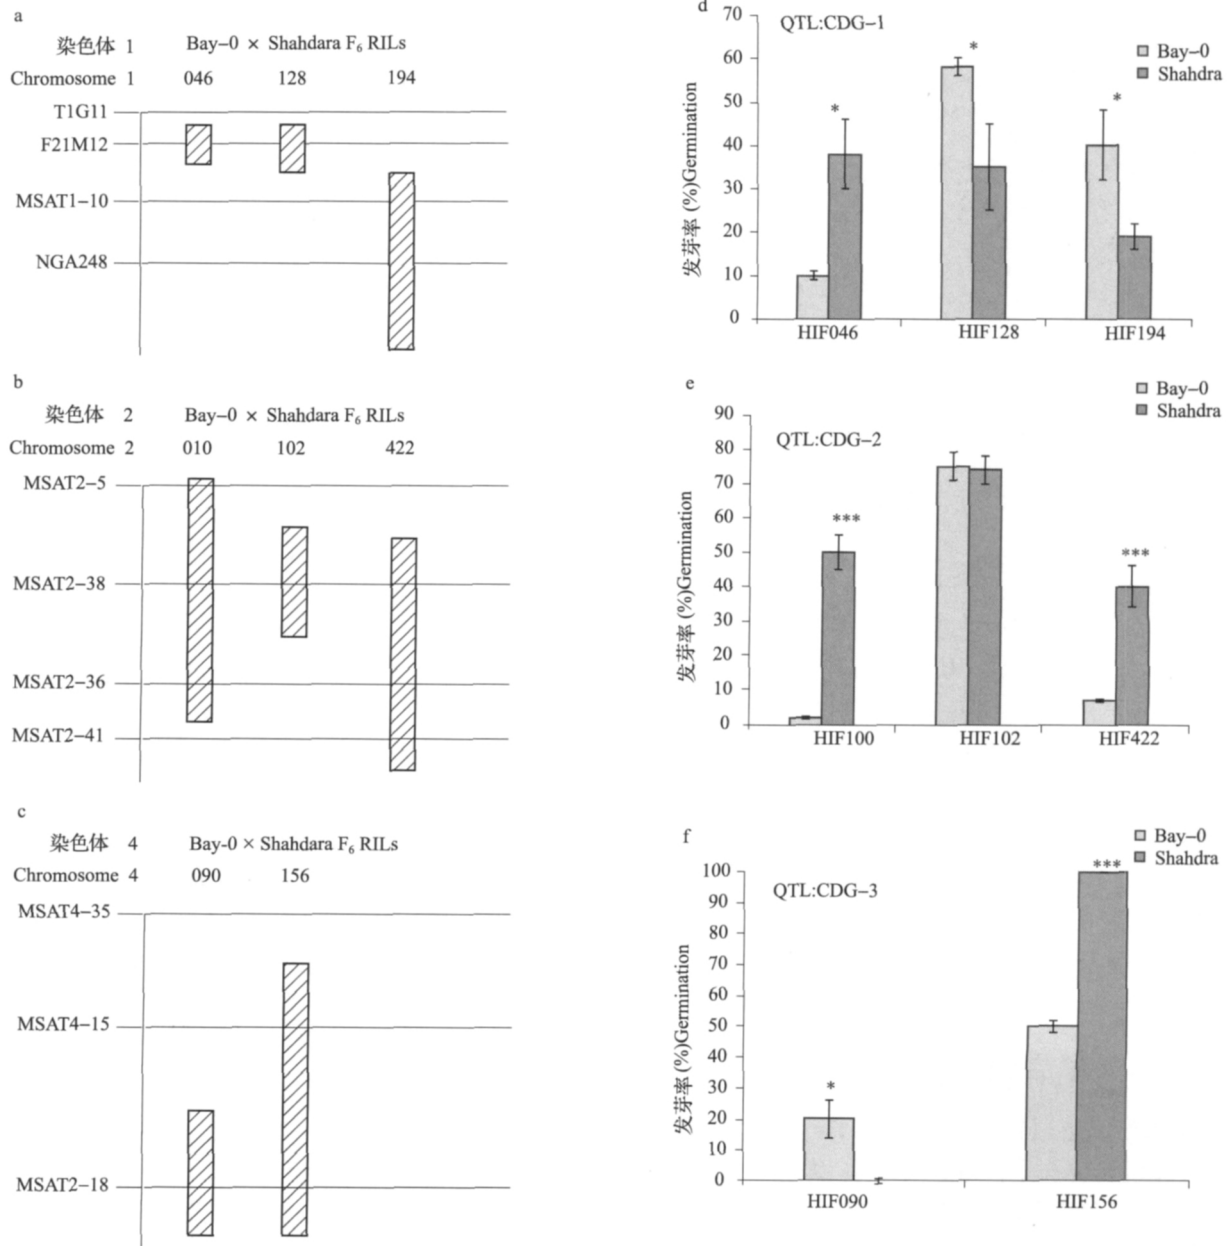 a
染色体 1 Bay-0 × Shahdara F₆ RILs
Chromosome 1 046 128 194
T1G11
F21M12
MSAT1-10
NGA248
b
染色体 2 Bay-0 × Shahdara F₆ RILs
Chromosome 2 010 102 422
MSAT2-5
MSAT2-38
MSAT2-36
MSAT2-41
c
染色体 4 Bay-0 × Shahdara F₆ RILs
Chromosome 4 090 156
MSAT4-35
MSAT4-15
MSAT2-18
d
QTL:CDG-1
Bay-0
Shahdra
发芽率 (%)Germination
70
60
50
40
30
20
10
0
*
*
*
HIF046 HIF128 HIF194
e
QTL:CDG-2
Bay-0
Shahdra
发芽率 (%)Germination
90
80
70
60
50
40
30
20
10
0
***
***
HIF100 HIF102 HIF422
f
QTL:CDG-3
Bay-0
Shahdra
发芽率 (%)Germination
100
90
80
70
60
50
40
30
20
10
0
*
***
HIF090 HIF156